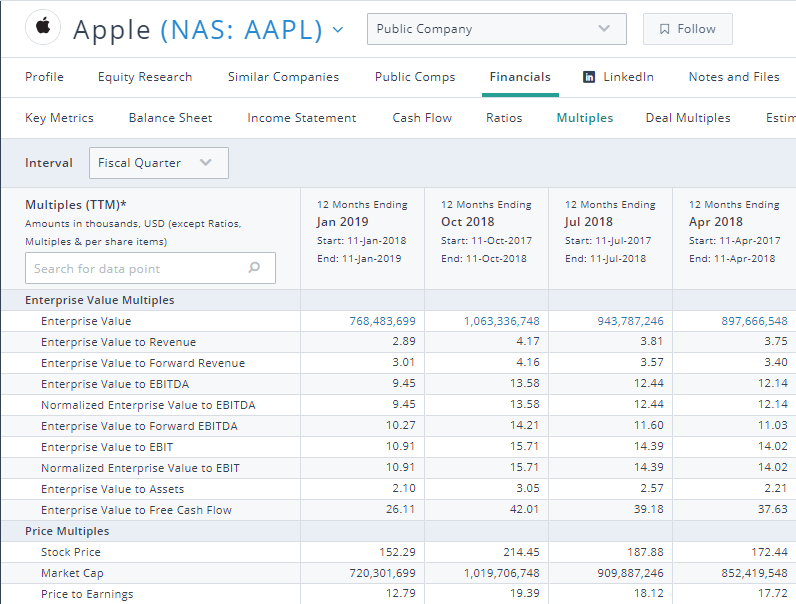 Apple (NAS: AAPL)
Public Company
Follow
Profile Equity Research Similar Companies Public Comps Financials in LinkedIn Notes and Files
Key Metrics Balance Sheet Income Statement Cash Flow Ratios Multiples Deal Multiples Estim
Interval Fiscal Quarter
Multiples (TTM)* 12 Months Ending 12 Months Ending 12 Months Ending 12 Months Ending
Amounts in thousands, USD (except Ratios, Jan 2019 Oct 2018 Jul 2018 Apr 2018
Multiples & per share items) Start: 11-Jan-2018 Start: 11-Oct-2017 Start: 11-Jul-2017 Start: 11-Apr-2017
Search for data point End: 11-Jan-2019 End: 11-Oct-2018 End: 11-Jul-2018 End: 11-Apr-2018
Enterprise Value Multiples
Enterprise Value 768,483,699 1,063,336,748 943,787,246 897,666,548
Enterprise Value to Revenue 2.89 4.17 3.81 3.75
Enterprise Value to Forward Revenue 3.01 4.16 3.57 3.40
Enterprise Value to EBITDA 9.45 13.58 12.44 12.14
Normalized Enterprise Value to EBITDA 9.45 13.58 12.44 12.14
Enterprise Value to Forward EBITDA 10.27 14.21 11.60 11.03
Enterprise Value to EBIT 10.91 15.71 14.39 14.02
Normalized Enterprise Value to EBIT 10.91 15.71 14.39 14.02
Enterprise Value to Assets 2.10 3.05 2.57 2.21
Enterprise Value to Free Cash Flow 26.11 42.01 39.18 37.63
Price Multiples
Stock Price 152.29 214.45 187.88 172.44
Market Cap 720,301,699 1,019,706,748 909,887,246 852,419,548
Price to Earnings 12.79 19.39 18.12 17.72